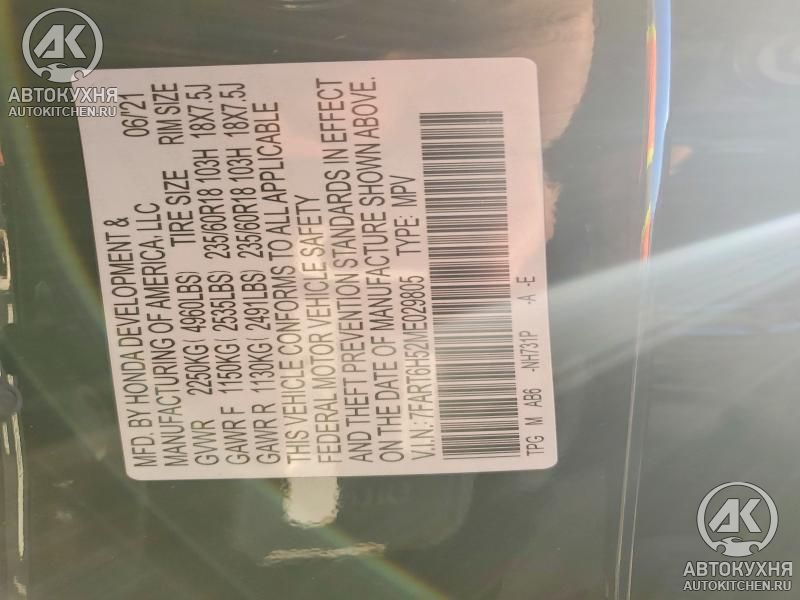 MFD. BY HONDA DEVELOPMENT &
MANUFACTURING OF AMERICA, LLC 06/21
GVWR 2250KG( 4960LBS) TIRE SIZE RIM SIZE
GAWR F 1150KG( 2535LBS) 235/60R18 103H 18X7.5J
GAWR R 1130KG( 2491LBS) 235/60R18 103H 18X7.5J
THIS VEHICLE CONFORMS TO ALL APPLICABLE
FEDERAL MOTOR VEHICLE SAFETY
AND THEFT PREVENTION STANDARDS IN EFFECT
ON THE DATE OF MANUFACTURE SHOWN ABOVE.
V.I.N.:7FART6H52ME029805 TYPE: MPV
TPG M AB6 -NH731P -A -E
AK
АВТОКУХНЯ
AUTOKITCHEN.RU
AK
АВТОКУХНЯ
AUTOKITCHEN.RU